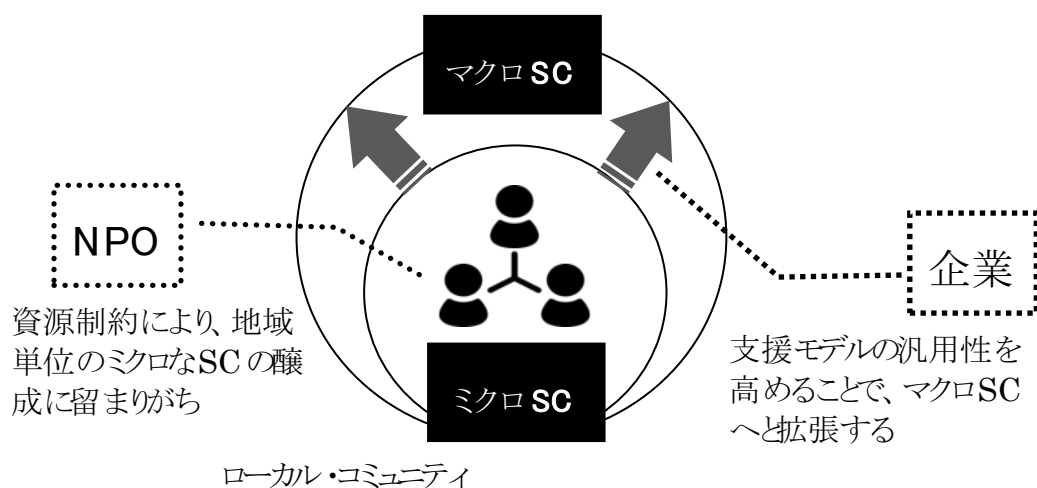 マクロSC
NPO
資源制約により、地域
単位のミクロなSCの醸
成に留まりがち
企業
支援モデルの汎用性を
高めることで、マクロSC
へと拡張する
ミクロSC
ローカル・コミュニティ